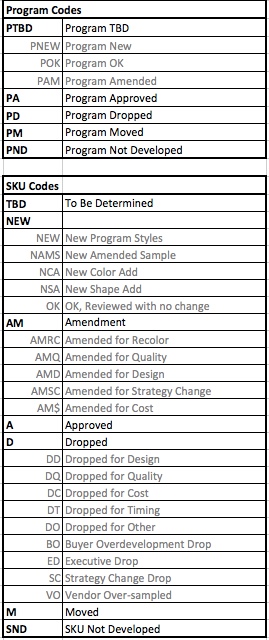 Program Codes
PTBD Program TBD
PNEW Program New
POK Program OK
PAM Program Amended
PA Program Approved
PD Program Dropped
PM Program Moved
PND Program Not Developed
SKU Codes
TBD To Be Determined
NEW
NEW New Program Styles
NAMS New Amended Sample
NCA New Color Add
NSA New Shape Add
OK OK, Reviewed with no change
AM Amendment
AMRC Amended for Recolor
AMQ Amended for Quality
AMD Amended for Design
AMSC Amended for Strategy Change
AM$ Amended for Cost
A Approved
D Dropped
DD Dropped for Design
DQ Dropped for Quality
DC Dropped for Cost
DT Dropped for Timing
DO Dropped for Other
BO Buyer Overdevelopment Drop
ED Executive Drop
SC Strategy Change Drop
VO Vendor Over-sampled
M Moved
SND SKU Not Developed